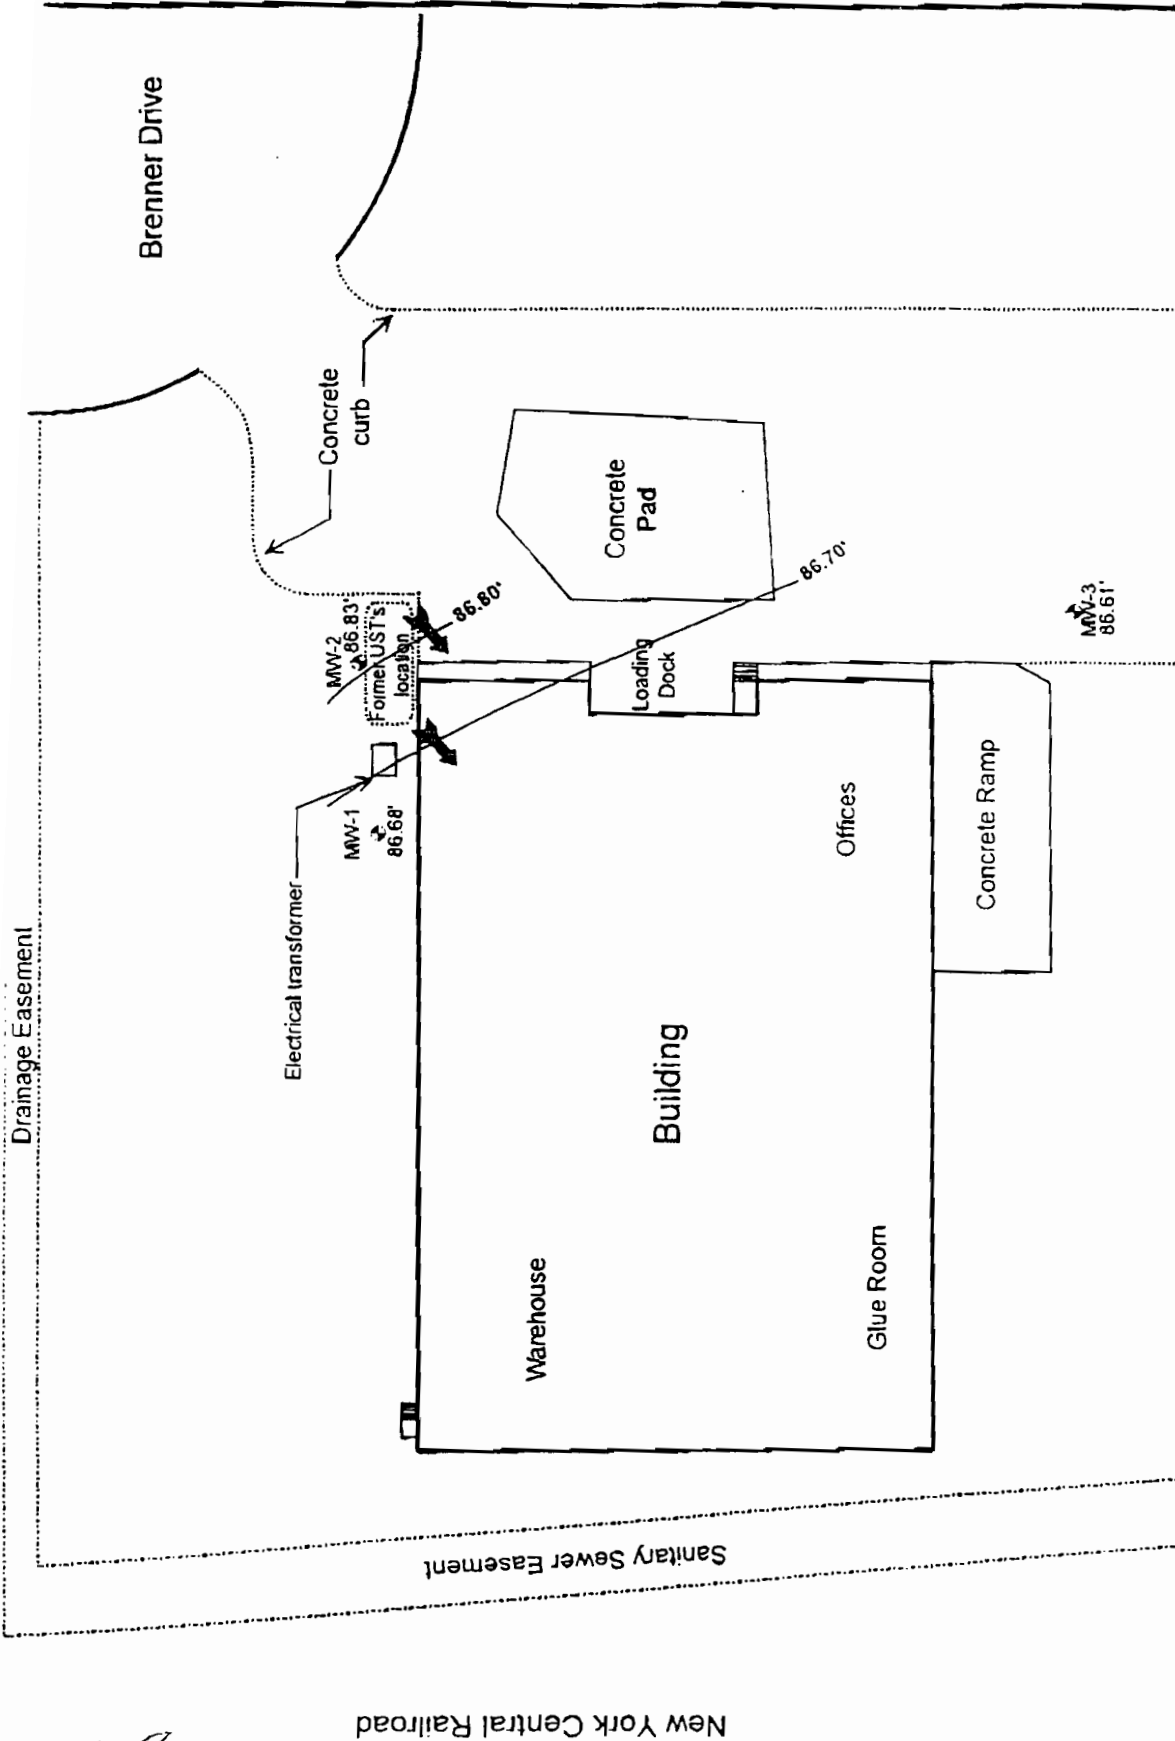 Brenner Drive
Drainage Easement
Concrete
curb
MW-2
86.83'
Former UST's
location
86.80'
Concrete
Pad
86.70'
MW-3
86.61'
Loading
Dock
MW-1
86.68'
Electrical transformer
Offices
Concrete Ramp
Building
Warehouse
Glue Room
Sanitary Sewer Easement
New York Central Railroad